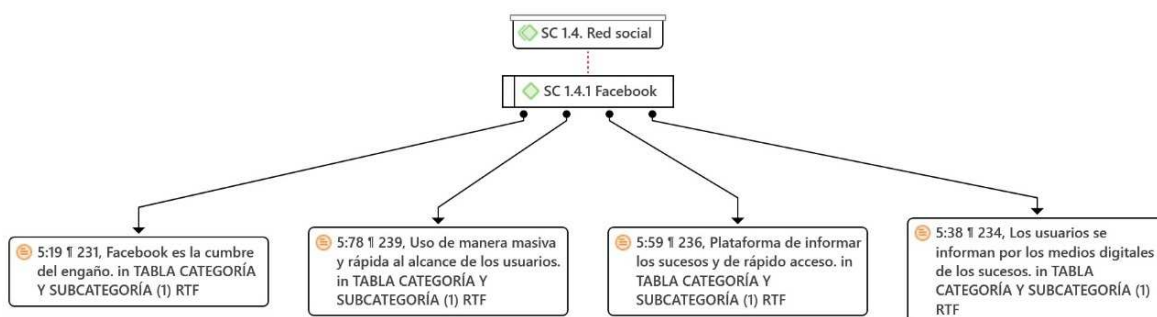 SC 1.4. Red social
SC 1.4.1 Facebook
5:19 ¶ 231, Facebook es la cumbre
del engaño. in TABLA CATEGORÍA
Y SUBCATEGORÍA (1) RTF
5:78 ¶ 239, Uso de manera masiva
y rápida al alcance de los usuarios.
in TABLA CATEGORÍA Y
SUBCATEGORÍA (1) RTF
5:59 ¶ 236, Plataforma de informar
los sucesos y de rápido acceso. in
TABLA CATEGORÍA Y
SUBCATEGORÍA (1) RTF
5:38 ¶ 234, Los usuarios se
informan por los medios digitales
de los sucesos. in TABLA
CATEGORÍA Y SUBCATEGORÍA (1)
RTF